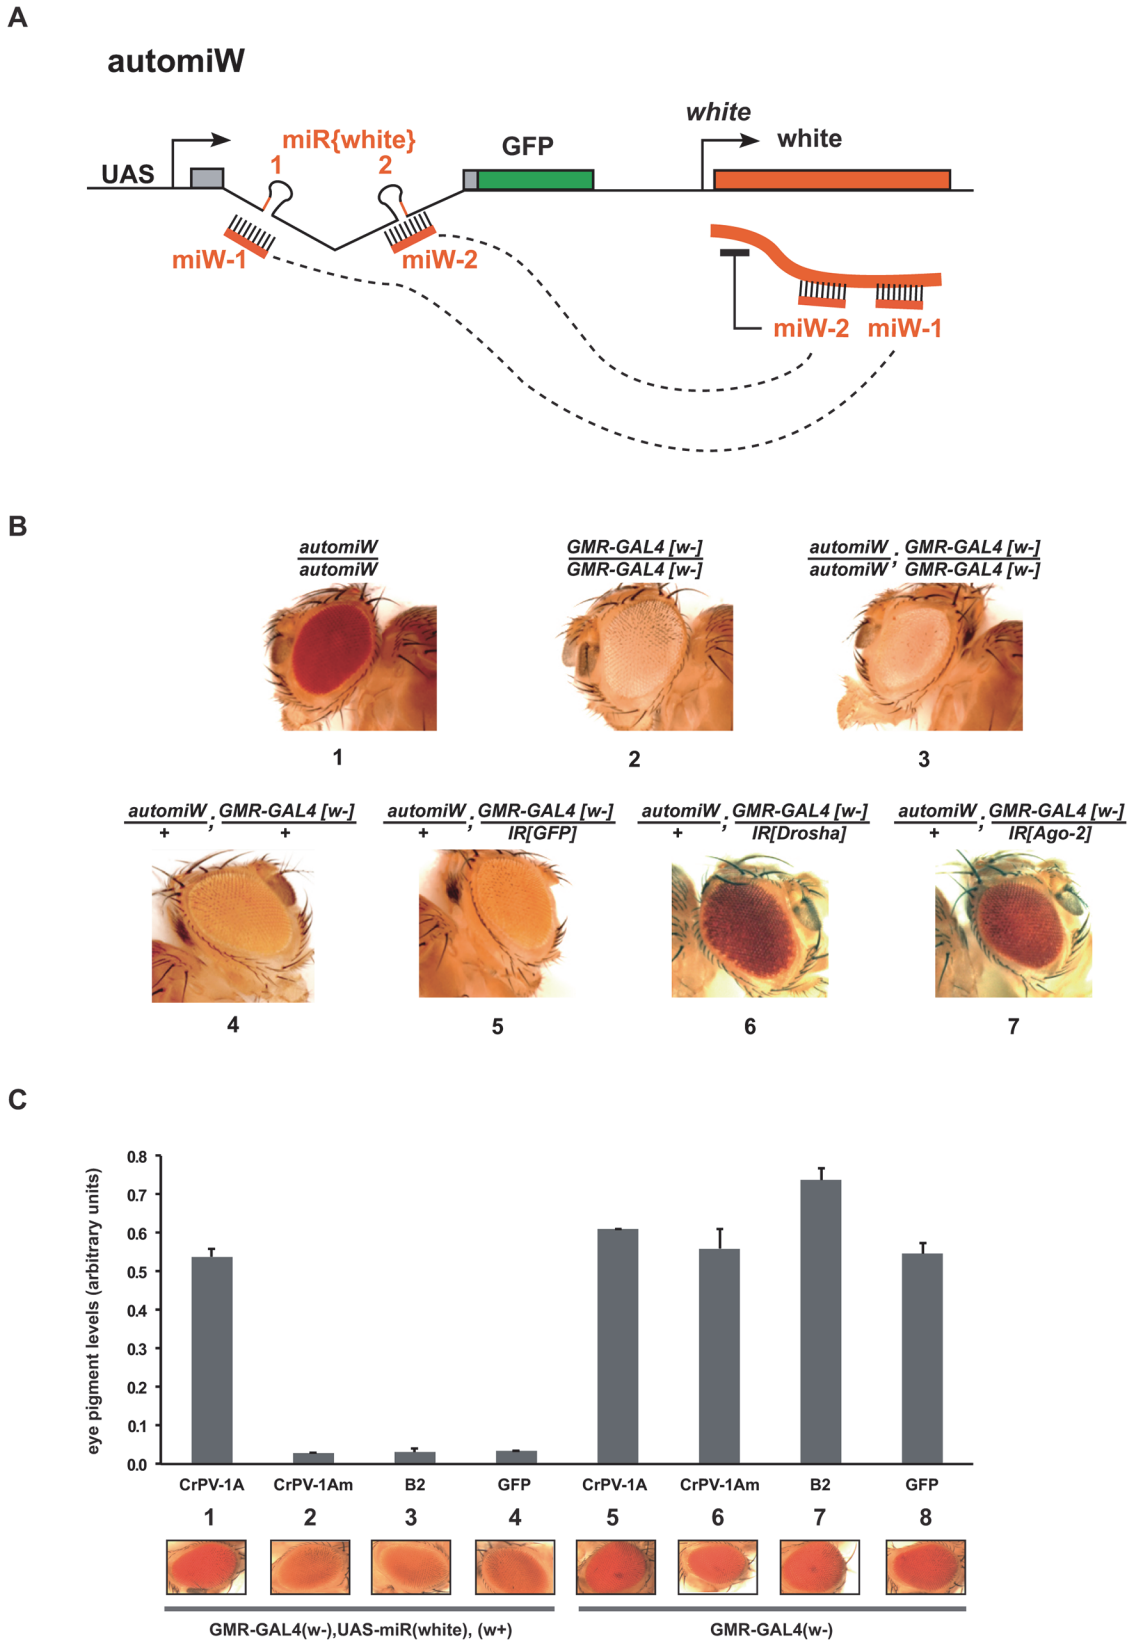 A
automiW
white
miR{white}
GFP
white
1
2
UAS
miW-1
miW-2
miW-2
miW-1
B
automiW
automiW
GMR-GAL4 [w-]
GMR-GAL4 [w-]
automiW ; GMR-GAL4 [w-]
automiW GMR-GAL4 [w-]
1
2
3
automiW ; GMR-GAL4 [w-]
+ +
automiW ; GMR-GAL4 [w-]
+ IR[GFP]
automiW ; GMR-GAL4 [w-]
+ IR[Drosha]
automiW ; GMR-GAL4 [w-]
+ IR[Ago-2]
4
5
6
7
C
eye pigment levels (arbitrary units)
0.8
0.7
0.6
0.5
0.4
0.3
0.2
0.1
0.0
CrPV-1A CrPV-1Am B2 GFP CrPV-1A CrPV-1Am B2 GFP
1 2 3 4 5 6 7 8
GMR-GAL4(w-),UAS-miR(white), (w+)
GMR-GAL4(w-)